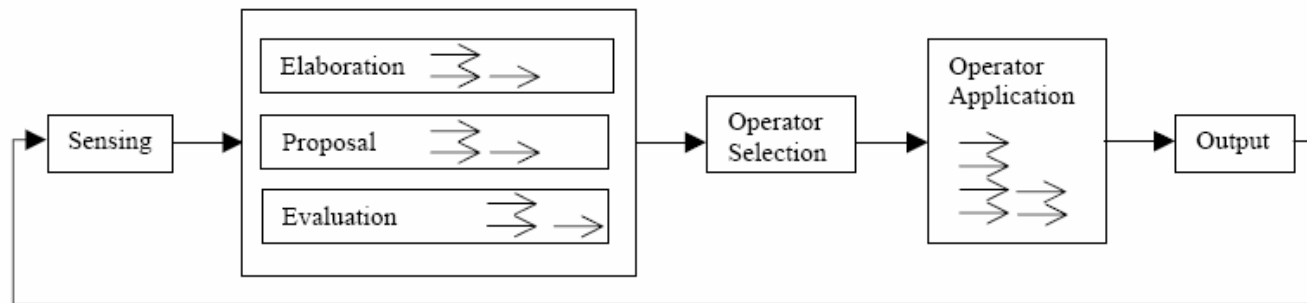 Sensing
Elaboration
Proposal
Evaluation
Operator
Selection
Operator
Application
Output